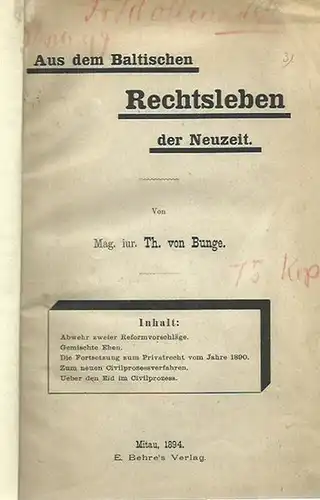 Aus dem Baltischen
Rechtsleben
der Neuzeit.
Von
Mag. iur. Th. von Bunge.
75 Kop
Inhalt:
Abwehr zweier Reformvorschläge.
Gemischte Ehen.
Die Fortsetzung zum Privatrecht vom Jahre 1890.
Zum neuen Civilprozessverfahren.
Ueber den Eid im Civilprozess.
Mitau, 1894.
E. Behre's Verlag.